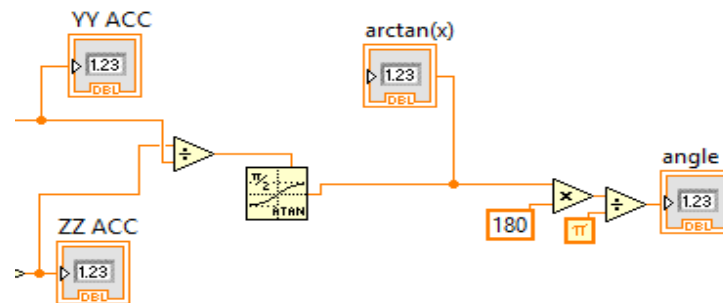 YY ACC
1.23
DBL
arctan(x)
1.23
DBL
÷
π/2
ATAN
×
÷
180
π
angle
1.23
DBL
ZZ ACC
1.23
DBL